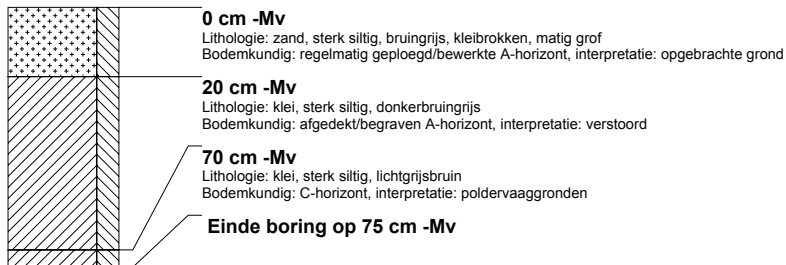 0 cm -Mv
Lithologie: zand, sterk siltig, bruingrijs, kleibrokken, matig grof
Bodemkundig: regelmatig geploegd/bewerkte A-horizont, interpretatie: opgebrachte grond
20 cm -Mv
Lithologie: klei, sterk siltig, donkerbruingrijs
Bodemkundig: afgedekt/begraven A-horizont, interpretatie: verstoord
70 cm -Mv
Lithologie: klei, sterk siltig, lichtgrijsbruin
Bodemkundig: C-horizont, interpretatie: poldervaaggronden
Einde boring op 75 cm -Mv